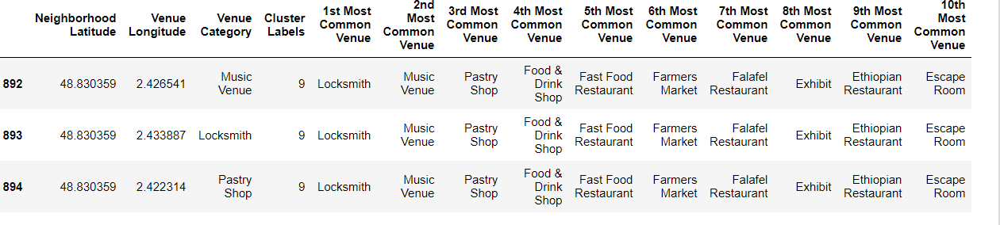 Neighborhood Latitude Venue Longitude Venue Category Cluster Labels 1st Most Common Venue 2nd Most Common Venue 3rd Most Common Venue 4th Most Common Venue 5th Most Common Venue 6th Most Common Venue 7th Most Common Venue 8th Most Common Venue 9th Most Common Venue 10th Most Common Venue
892 48.830359 2.426541 Music Venue 9 Locksmith Music Venue Pastry Shop Food & Drink Shop Fast Food Restaurant Farmers Market Falafel Restaurant Exhibit Ethiopian Restaurant Escape Room
893 48.830359 2.433887 Locksmith 9 Locksmith Music Venue Pastry Shop Food & Drink Shop Fast Food Restaurant Farmers Market Falafel Restaurant Exhibit Ethiopian Restaurant Escape Room
894 48.830359 2.422314 Pastry Shop 9 Locksmith Music Venue Pastry Shop Food & Drink Shop Fast Food Restaurant Farmers Market Falafel Restaurant Exhibit Ethiopian Restaurant Escape Room